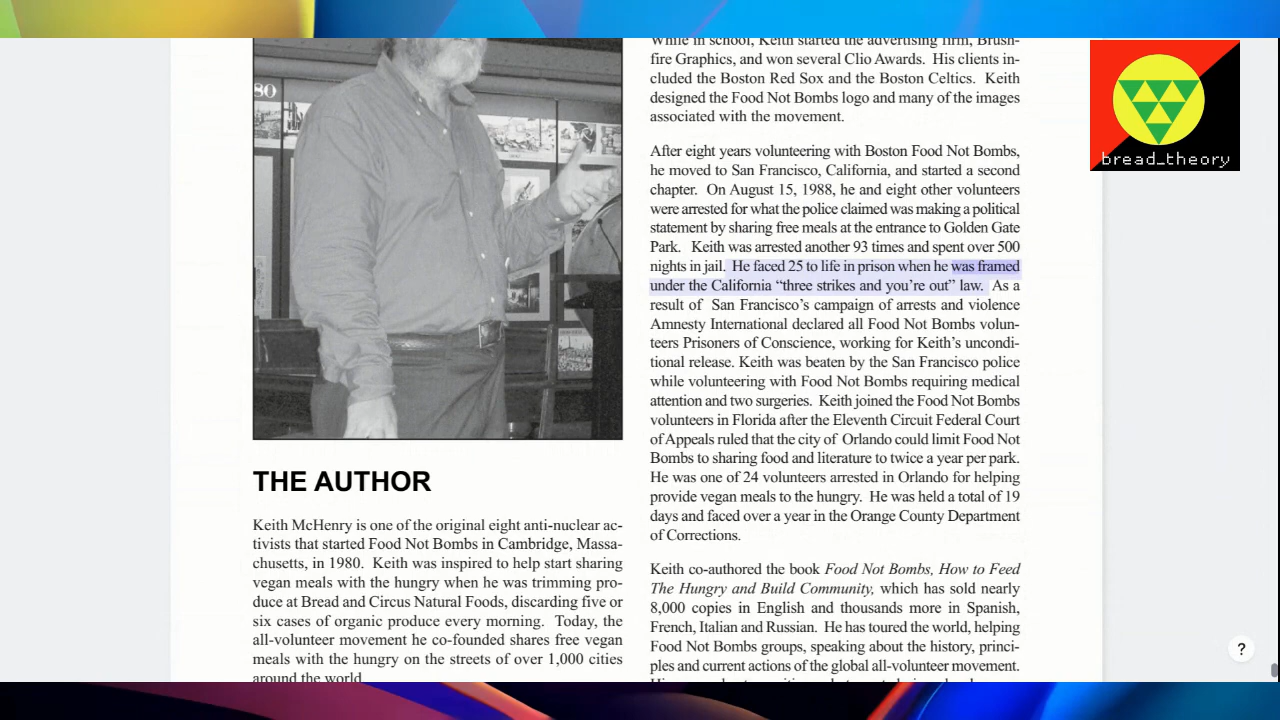 80
THE AUTHOR
Keith McHenry is one of the original eight anti-nuclear ac-
tivists that started Food Not Bombs in Cambridge, Massa-
chusetts, in 1980. Keith was inspired to help start sharing
vegan meals with the hungry when he was trimming pro-
duce at Bread and Circus Natural Foods, discarding five or
six cases of organic produce every morning. Today, the
all-volunteer movement he co-founded shares free vegan
meals with the hungry on the streets of over 1,000 cities
around the world
While in school, Keith started the advertising firm, Brush-
fire Graphics, and won several Clio Awards. His clients in-
cluded the Boston Red Sox and the Boston Celtics. Keith
designed the Food Not Bombs logo and many of the images
associated with the movement.
After eight years volunteering with Boston Food Not Bombs,
he moved to San Francisco, California, and started a second
chapter. On August 15, 1988, he and eight other volunteers
were arrested for what the police claimed was making a political
statement by sharing free meals at the entrance to Golden Gate
Park. Keith was arrested another 93 times and spent over 500
nights in jail. He faced 25 to life in prison when he was framed
under the California “three strikes and you’re out” law. As a
result of San Francisco’s campaign of arrests and violence
Amnesty International declared all Food Not Bombs volun-
teers Prisoners of Conscience, working for Keith’s uncondi-
tional release. Keith was beaten by the San Francisco police
while volunteering with Food Not Bombs requiring medical
attention and two surgeries. Keith joined the Food Not Bombs
volunteers in Florida after the Eleventh Circuit Federal Court
of Appeals ruled that the city of Orlando could limit Food Not
Bombs to sharing food and literature to twice a year per park.
He was one of 24 volunteers arrested in Orlando for helping
provide vegan meals to the hungry. He was held a total of 19
days and faced over a year in the Orange County Department
of Corrections.
Keith co-authored the book Food Not Bombs, How to Feed
The Hungry and Build Community, which has sold nearly
8,000 copies in English and thousands more in Spanish,
French, Italian and Russian. He has toured the world, helping
Food Not Bombs groups, speaking about the history, princi-
ples and current actions of the global all-volunteer movement.
bread_theory
?